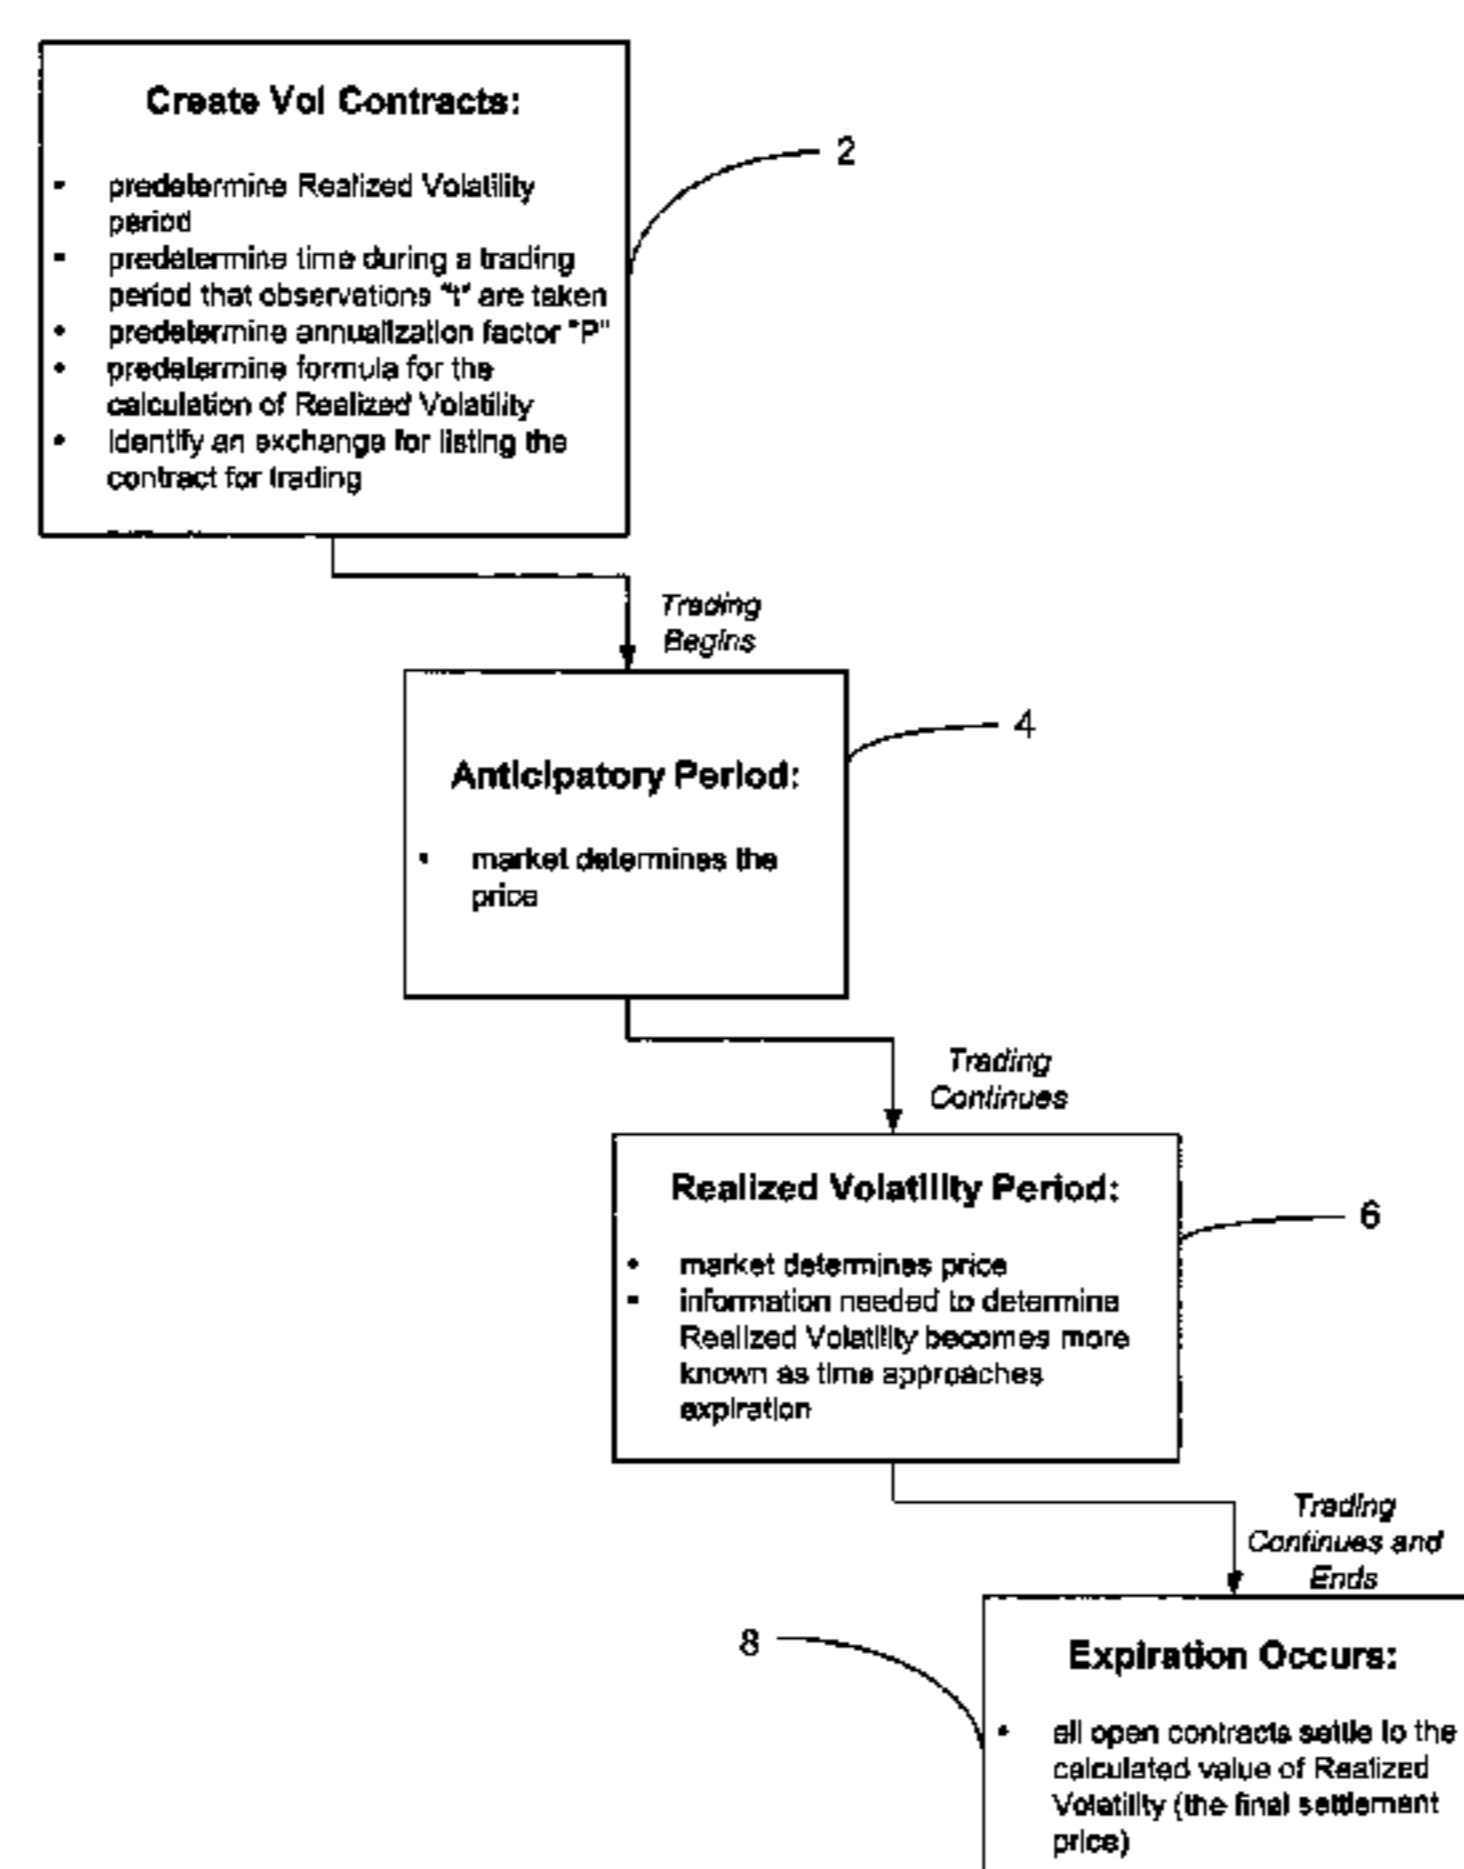 Create Vol Contracts:
• predetermine Realized Volatility
period
• predetermine time during a trading
period that observations "t" are taken
• predetermine annualization factor "P"
• predetermine formula for the
calculation of Realized Volatility
• identify an exchange for listing the
contract for trading
2
Trading
Begins
Anticipatory Period:
• market determines the
price
4
Trading
Continues
Realized Volatility Period:
• market determines price
• information needed to determine
Realized Volatility becomes more
known as time approaches
expiration
6
Trading
Continues and
Ends
8
Expiration Occurs:
• all open contracts settle to the
calculated value of Realized
Volatility (the final settlement
price)